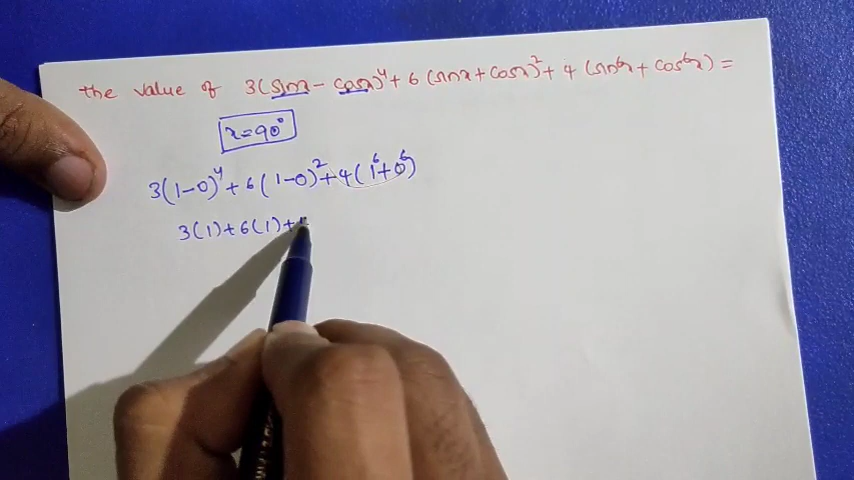 the value of 3(sinx - cosx)⁴ + 6(sinx + cosx)² + 4(sin⁶x + cos⁶x) =
x=90°
3(1-0)⁴ + 6(1-0)² + 4(1⁶+0⁶)
3(1)+6(1)+